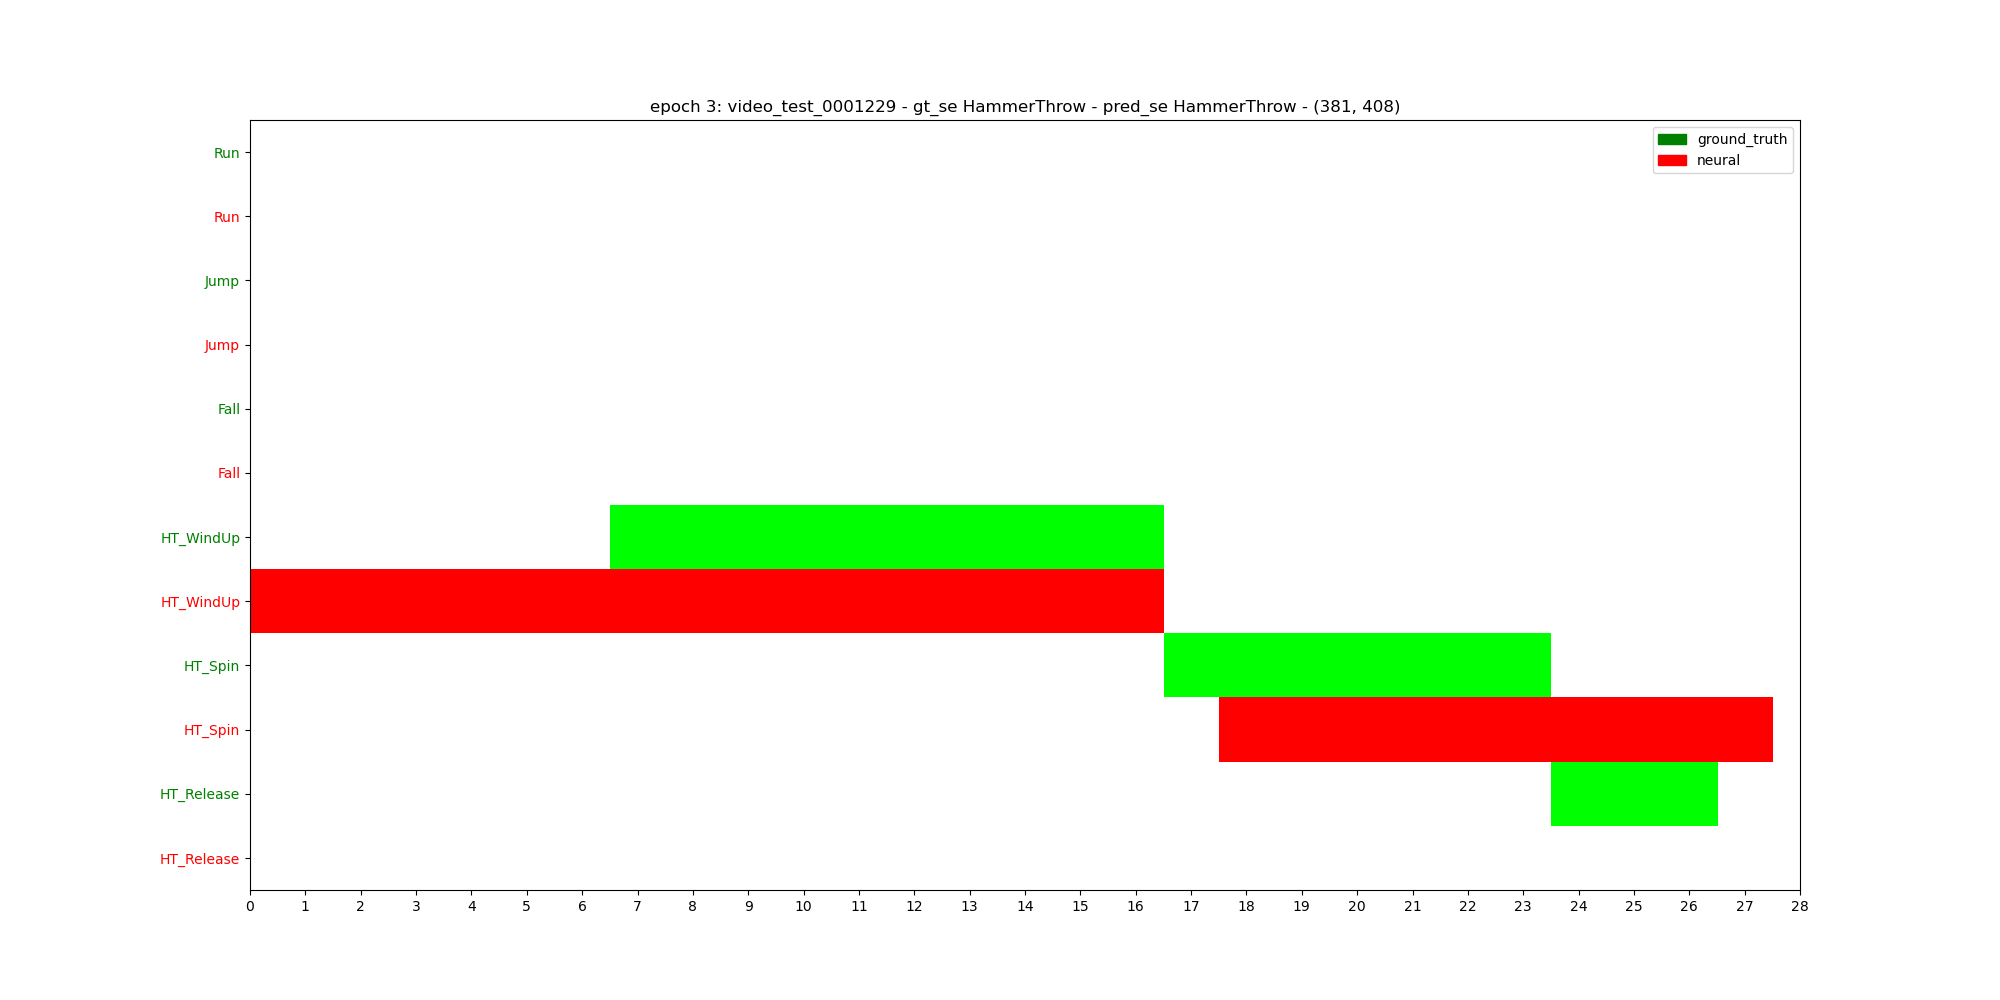 epoch 3: video_test_0001229 - gt_se HammerThrow - pred_se HammerThrow - (381, 408)
ground_truth
neural
Run
Run
Jump
Jump
Fall
Fall
HT_WindUp
HT_WindUp
HT_Spin
HT_Spin
HT_Release
HT_Release
0 1 2 3 4 5 6 7 8 9 10 11 12 13 14 15 16 17 18 19 20 21 22 23 24 25 26 27 28